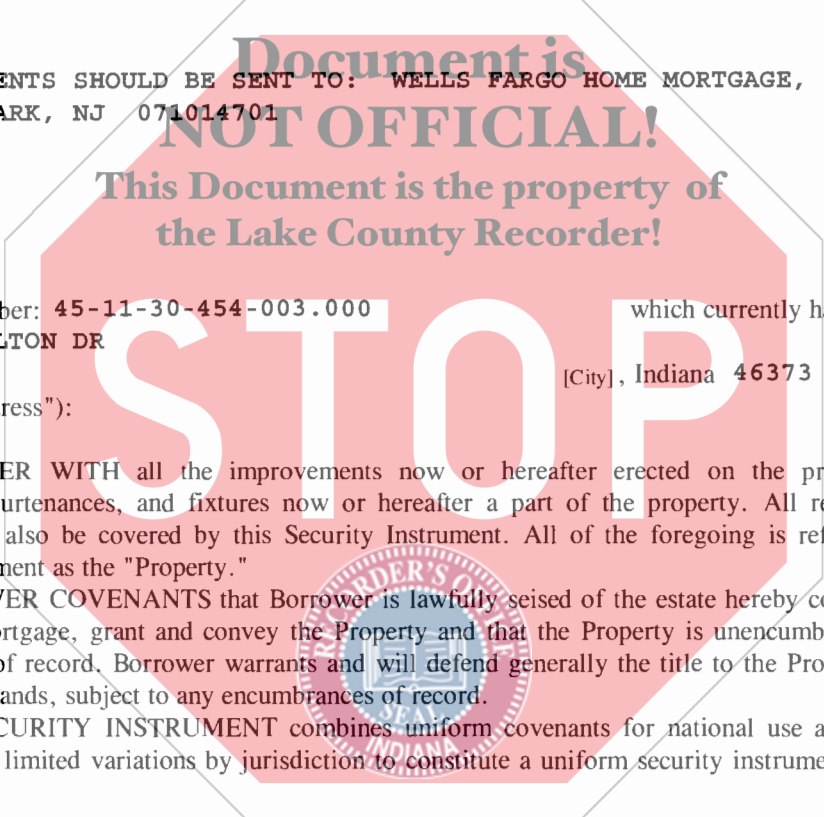 Document is
ENTS SHOULD BE SENT TO: WELLS FARGO HOME MORTGAGE,
ARK, NJ 071014701
NOT OFFICIAL!
This Document is the property of
the Lake County Recorder!
ber: 45-11-30-454-003.000 which currently h
LTON DR
[City], Indiana 46373
ress"):
STOP
ER WITH all the improvements now or hereafter erected on the pr
urtenances, and fixtures now or hereafter a part of the property. All re
also be covered by this Security Instrument. All of the foregoing is ref
ment as the "Property."
VER COVENANTS that Borrower is lawfully seised of the estate hereby co
ortgage, grant and convey the Property and that the Property is unencumb
of record. Borrower warrants and will defend generally the title to the Pro
ands, subject to any encumbrances of record.
CURITY INSTRUMENT combines uniform covenants for national use a
limited variations by jurisdiction to constitute a uniform security instrume
RECORDER'S OFFICE
SEAL
INDIANA